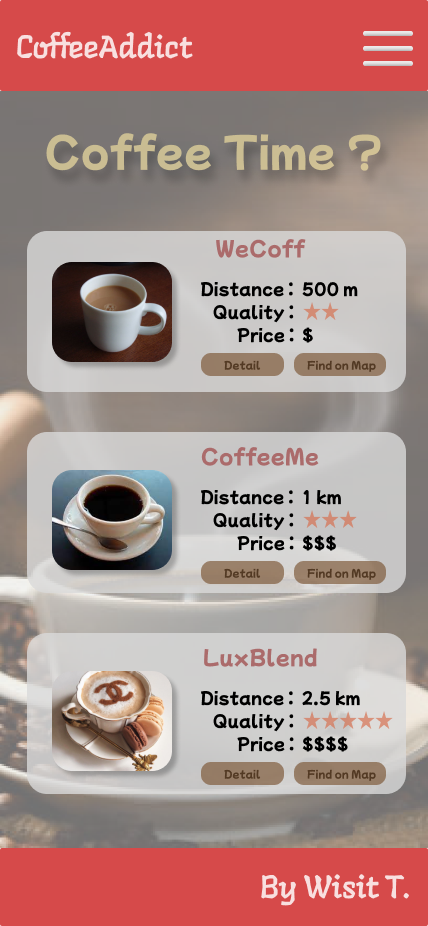 CoffeeAddict
Coffee Time ?
WeCoff
Distance : 500 m
Quality : ★★
Price : $
Detail
Find on Map
CoffeeMe
Distance : 1 km
Quality : ★★★
Price : $$$
Detail
Find on Map
LuxBlend
Distance : 2.5 km
Quality : ★★★★★
Price : $$$$
Detail
Find on Map
By Wisit T.